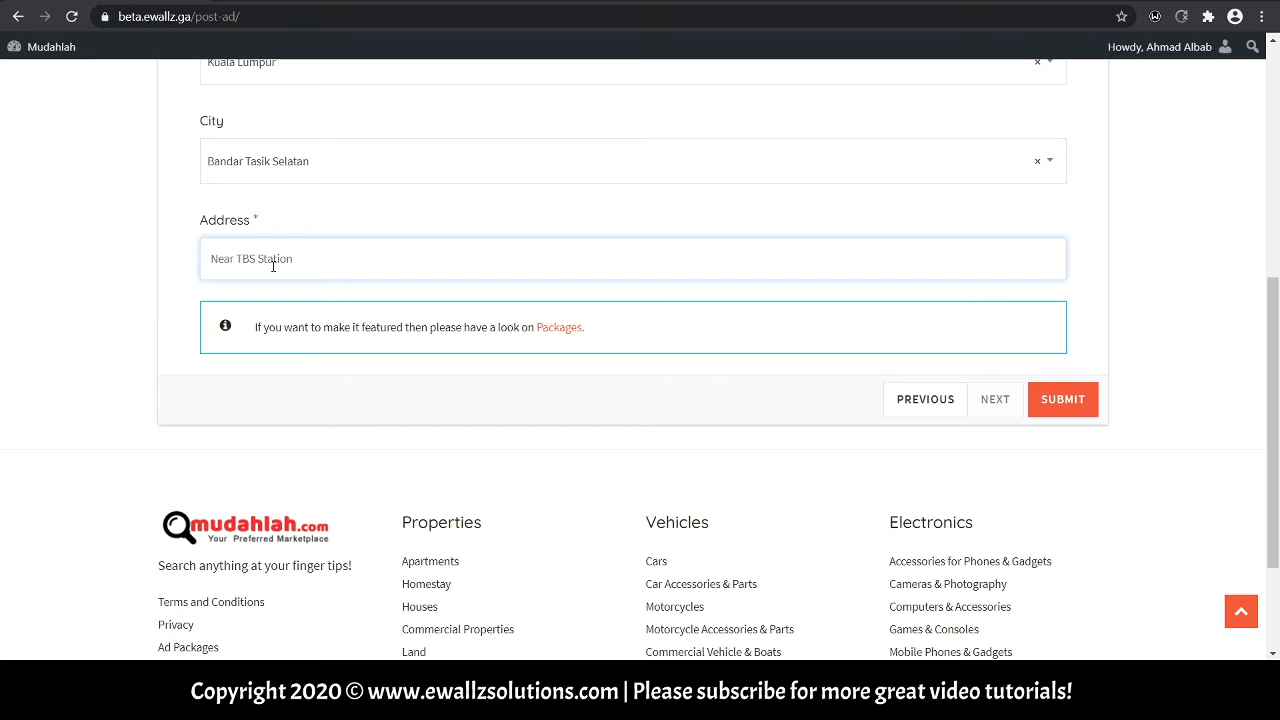 beta.ewallz.ga/post-ad/
Mudahlah
Howdy, Ahmad Albab
Kuala Lumpur
×
City
Bandar Tasik Selatan
×
Address *
Near TBS Station
If you want to make it featured then please have a look on Packages.
PREVIOUS
NEXT
SUBMIT
mudahlah.com
Your Preferred Marketplace
Search anything at your finger tips!
Terms and Conditions
Privacy
Ad Packages
Properties
Apartments
Homestay
Houses
Commercial Properties
Land
Vehicles
Cars
Car Accessories & Parts
Motorcycles
Motorcycle Accessories & Parts
Commercial Vehicle & Boats
Electronics
Accessories for Phones & Gadgets
Cameras & Photography
Computers & Accessories
Games & Consoles
Mobile Phones & Gadgets
Copyright 2020 © www.ewallzsolutions.com | Please subscribe for more great video tutorials!